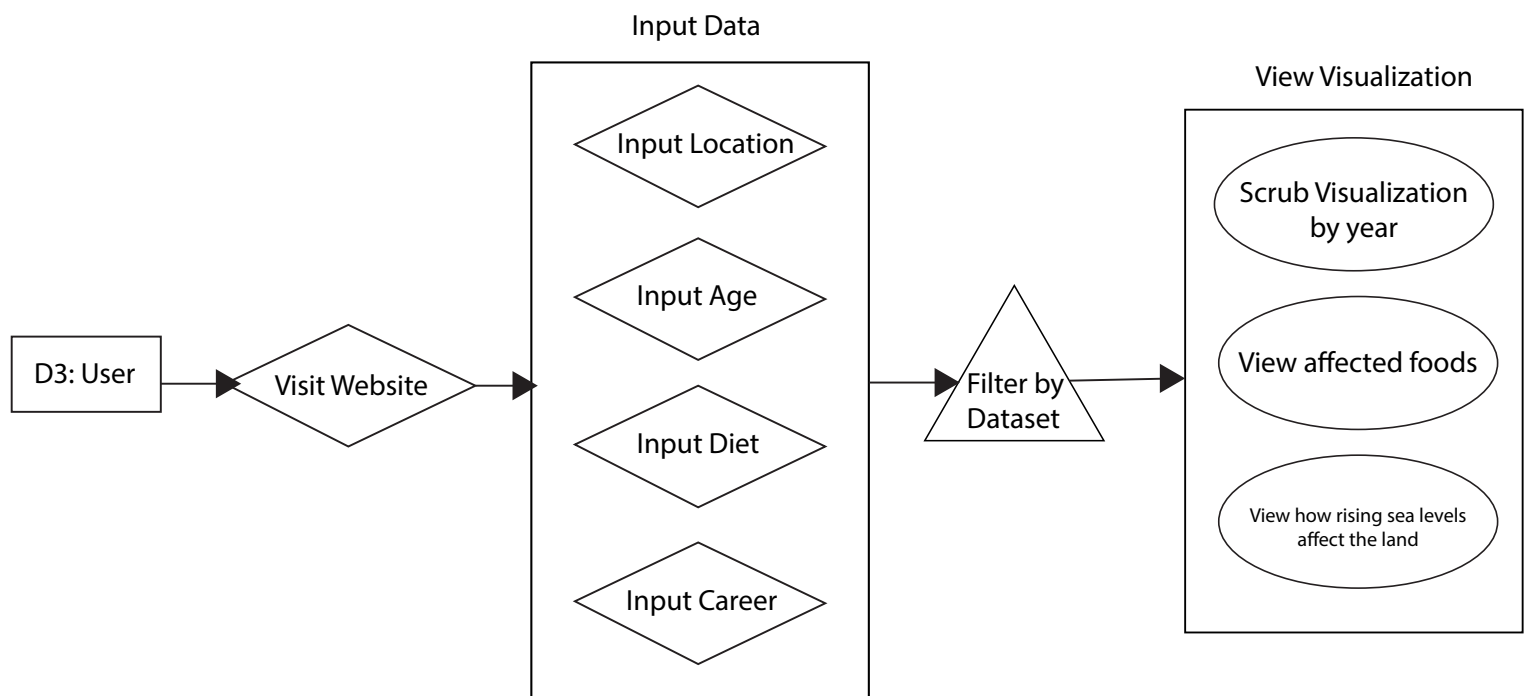 Input Data
View Visualization
Input Location
Input Age
Input Diet
Input Career
D3: User
Visit Website
Filter by
Dataset
Scrub Visualization
by year
View affected foods
View how rising sea levels
affect the land